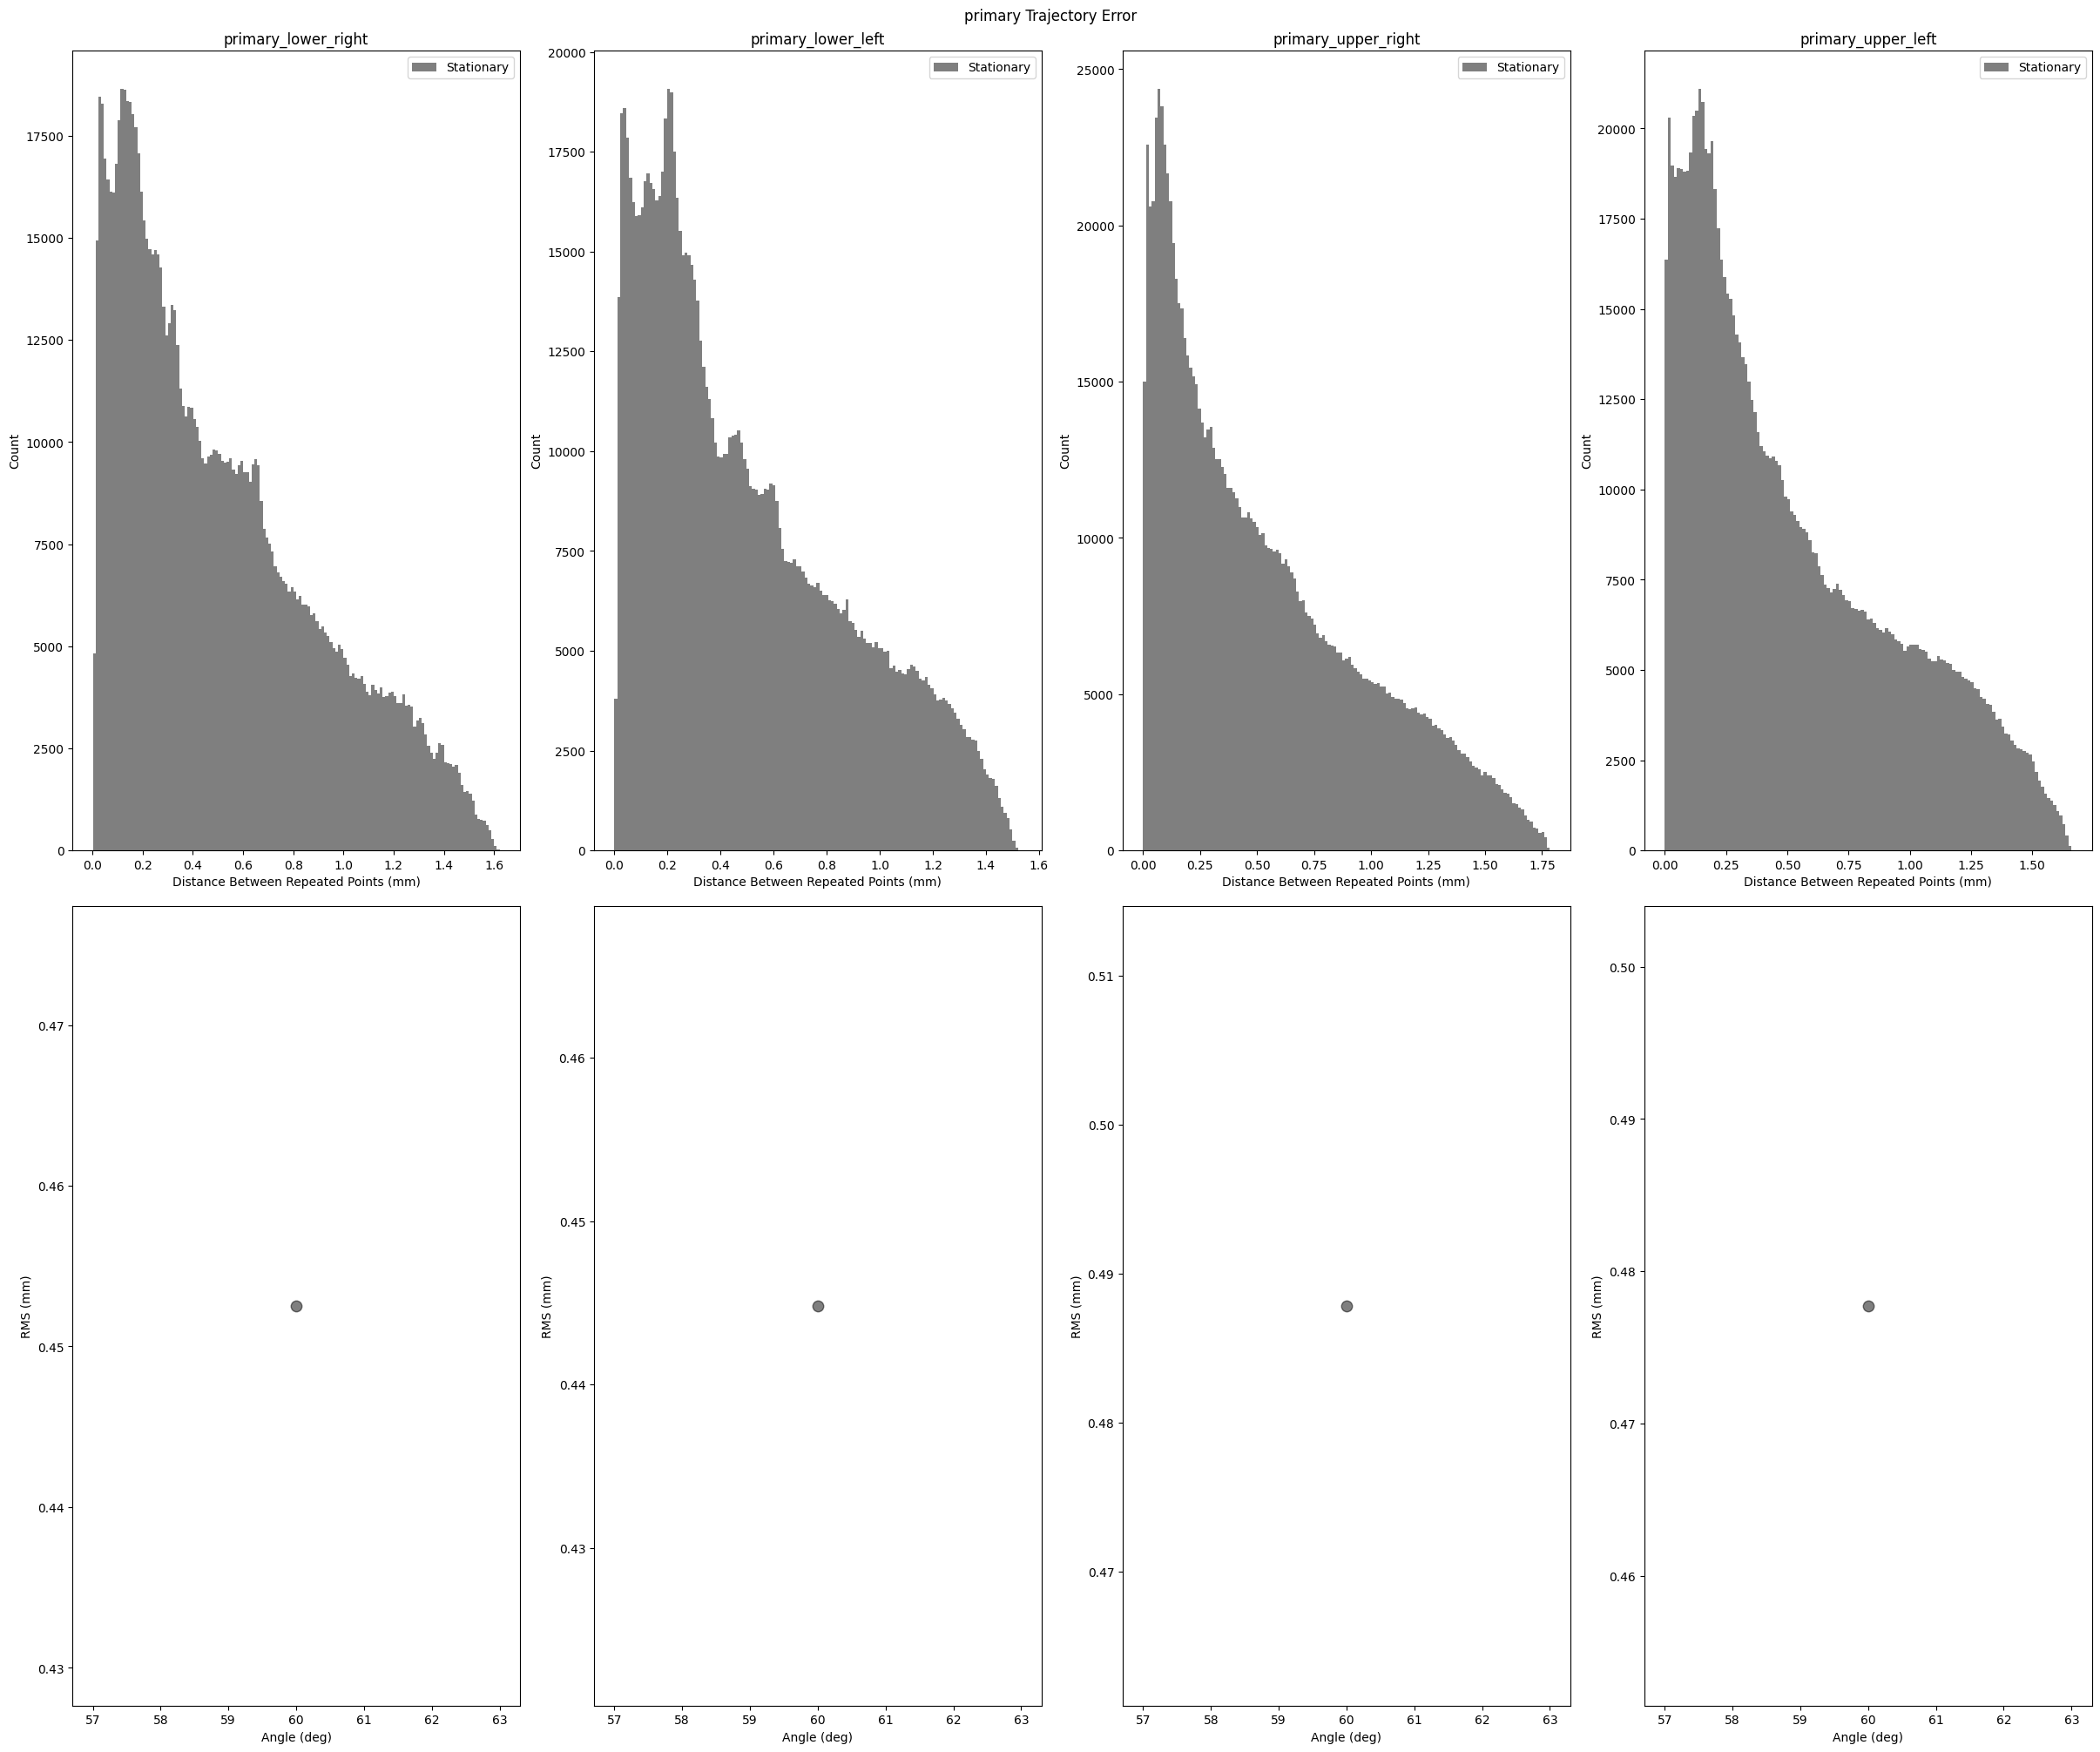 primary Trajectory Error
primary_lower_right
Stationary
Count
17500
15000
12500
10000
7500
5000
2500
0
0.0 0.2 0.4 0.6 0.8 1.0 1.2 1.4 1.6
Distance Between Repeated Points (mm)
primary_lower_left
Stationary
Count
20000
17500
15000
12500
10000
7500
5000
2500
0
0.0 0.2 0.4 0.6 0.8 1.0 1.2 1.4 1.6
Distance Between Repeated Points (mm)
primary_upper_right
Stationary
Count
25000
20000
15000
10000
5000
0
0.00 0.25 0.50 0.75 1.00 1.25 1.50 1.75
Distance Between Repeated Points (mm)
primary_upper_left
Stationary
Count
20000
17500
15000
12500
10000
7500
5000
2500
0
0.00 0.25 0.50 0.75 1.00 1.25 1.50
Distance Between Repeated Points (mm)
RMS (mm)
0.47
0.46
0.45
0.44
0.43
57 58 59 60 61 62 63
Angle (deg)
RMS (mm)
0.46
0.45
0.44
0.43
57 58 59 60 61 62 63
Angle (deg)
RMS (mm)
0.51
0.50
0.49
0.48
0.47
57 58 59 60 61 62 63
Angle (deg)
RMS (mm)
0.50
0.49
0.48
0.47
0.46
57 58 59 60 61 62 63
Angle (deg)